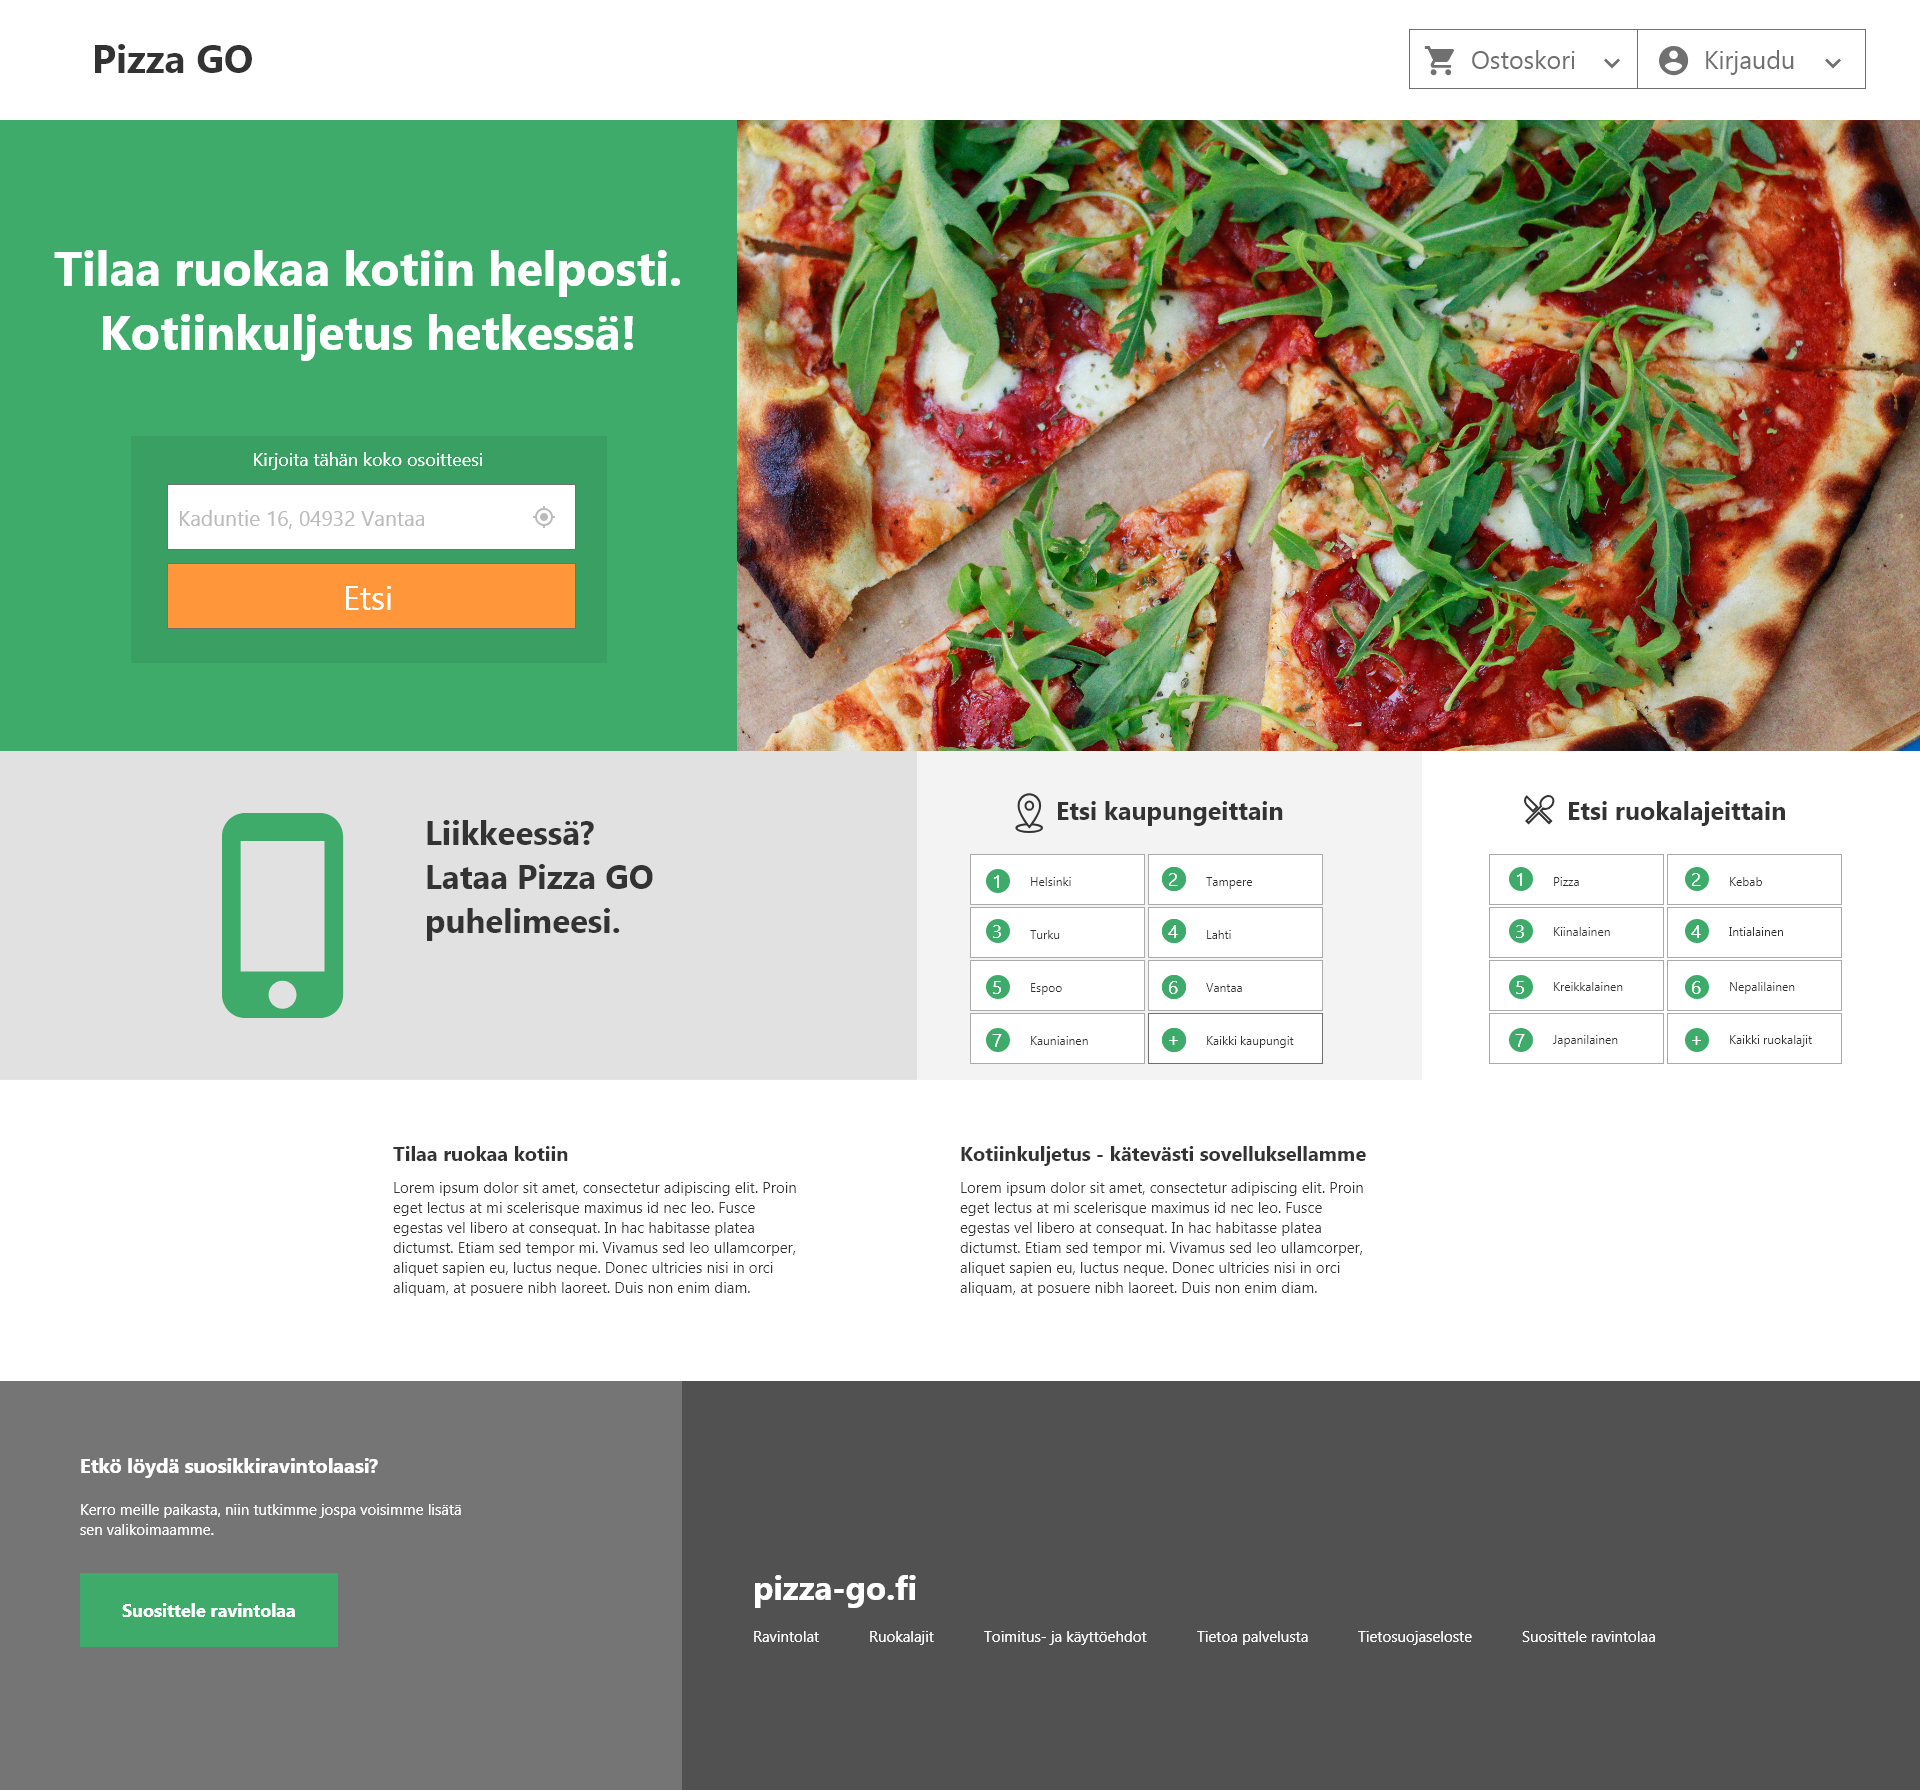 Pizza GO
Ostoskori
Kirjaudu
Tilaa ruokaa kotiin helposti.
Kotiinkuljetus hetkessä!
Kirjoita tähän koko osoitteesi
Kaduntie 16, 04932 Vantaa
Etsi
Liikkeessä?
Lataa Pizza GO
puhelimeesi.
Etsi kaupungeittain
1 Helsinki
2 Tampere
3 Turku
4 Lahti
5 Espoo
6 Vantaa
7 Kauniainen
+ Kaikki kaupungit
Etsi ruokalajeittain
1 Pizza
2 Kebab
3 Kiinalainen
4 Intialainen
5 Kreikkalainen
6 Nepalilainen
7 Japanilainen
+ Kaikki ruokalajit
Tilaa ruokaa kotiin
Lorem ipsum dolor sit amet, consectetur adipiscing elit. Proin
eget lectus at mi scelerisque maximus id nec leo. Fusce
egestas vel libero at consequat. In hac habitasse platea
dictumst. Etiam sed tempor mi. Vivamus sed leo ullamcorper,
aliquet sapien eu, luctus neque. Donec ultricies nisi in orci
aliquam, at posuere nibh laoreet. Duis non enim diam.
Kotiinkuljetus - kätevästi sovelluksellamme
Lorem ipsum dolor sit amet, consectetur adipiscing elit. Proin
eget lectus at mi scelerisque maximus id nec leo. Fusce
egestas vel libero at consequat. In hac habitasse platea
dictumst. Etiam sed tempor mi. Vivamus sed leo ullamcorper,
aliquet sapien eu, luctus neque. Donec ultricies nisi in orci
aliquam, at posuere nibh laoreet. Duis non enim diam.
Etkö löydä suosikkiravintolaasi?
Kerro meille paikasta, niin tutkimme jospa voisimme lisätä
sen valikoimaamme.
Suosittele ravintolaa
pizza-go.fi
Ravintolat
Ruokalajit
Toimitus- ja käyttöehdot
Tietoa palvelusta
Tietosuojaseloste
Suosittele ravintolaa